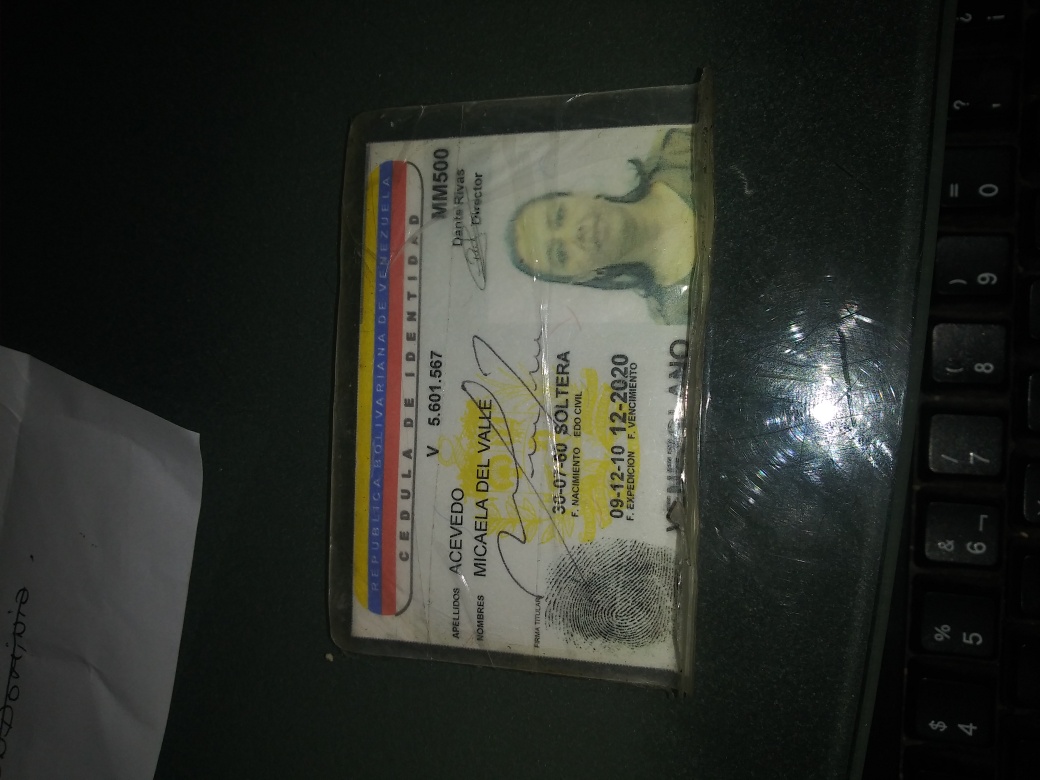 REPUBLICA BOLIVARIANA DE VENEZUELA
CEDULA DE IDENTIDAD
V 5.601.567
MM500
APELLIDOS ACEVEDO
Dante Rivas
Director
NOMBRES MICAELA DEL VALLE
FIRMA TITULAR
30-07-60 SOLTERA
F. NACIMIENTO EDO CIVIL
09-12-10 12-2020
F. EXPEDICION F. VENCIMIENTO
VENEZOLANO
$ % & / ( ) = ? ¿
4 5 6 ¬ 7 8 9 0 ' ¡